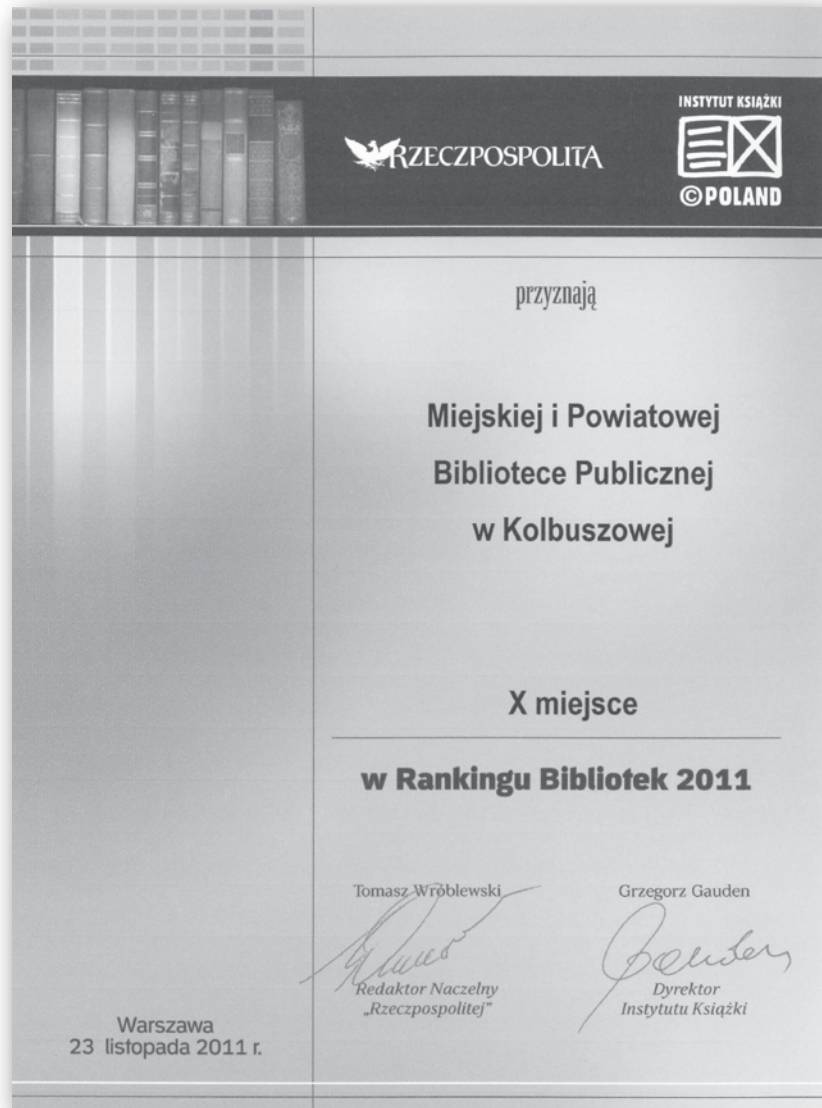 RZECZPOSPOLITA
INSTYTUT KSIĄŻKI
©POLAND
przyznają
Miejskiej i Powiatowej
Bibliotece Publicznej
w Kolbuszowej
X miejsce
w Rankingu Bibliotek 2011
Tomasz Wróblewski
Redaktor Naczelny
„Rzeczpospolitej”
Grzegorz Gauden
Gauden
Dyrektor
Instytutu Książki
Warszawa
23 listopada 2011 r.